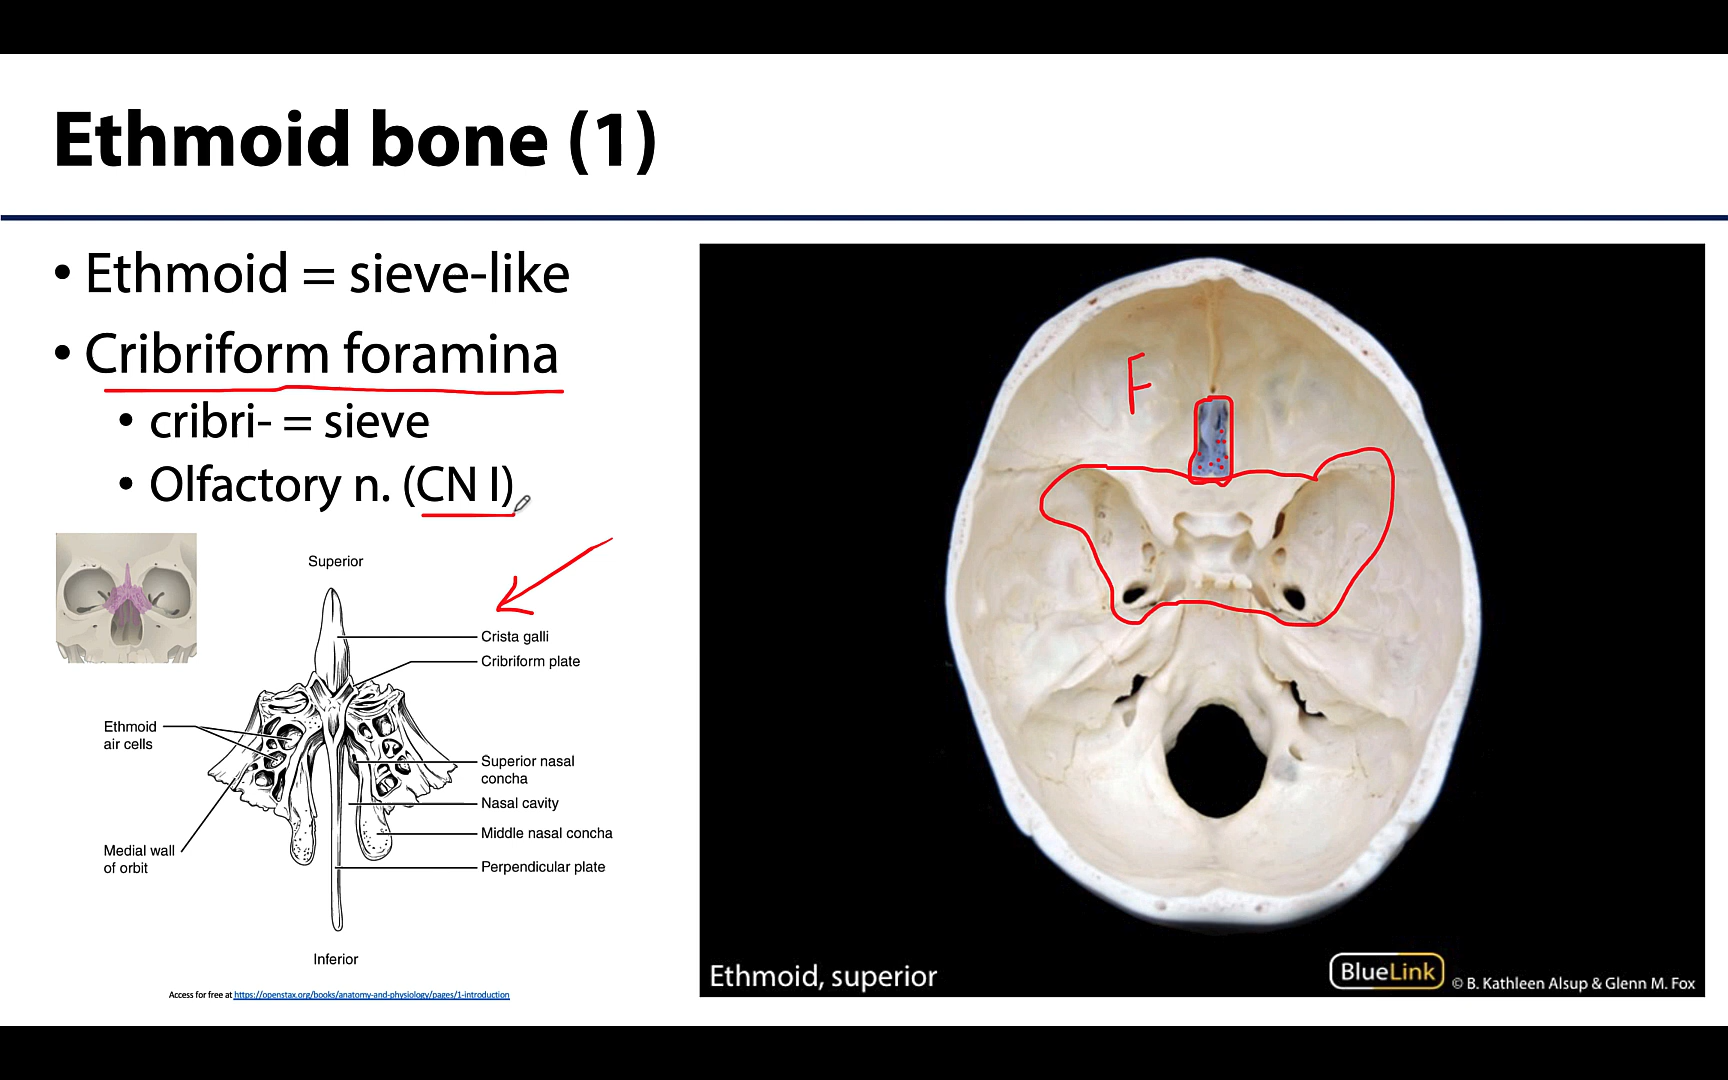 Ethmoid bone (1)
• Ethmoid = sieve-like
• Cribriform foramina
• cribri- = sieve
• Olfactory n. (CN I)
Superior
Crista galli
Cribriform plate
Ethmoid
air cells
Superior nasal
concha
Nasal cavity
Middle nasal concha
Medial wall
of orbit
Perpendicular plate
Inferior
Access for free at https://openstax.org/books/anatomy-and-physiology/pages/1-introduction
F
Ethmoid, superior
BlueLink
© B. Kathleen Alsup & Glenn M. Fox